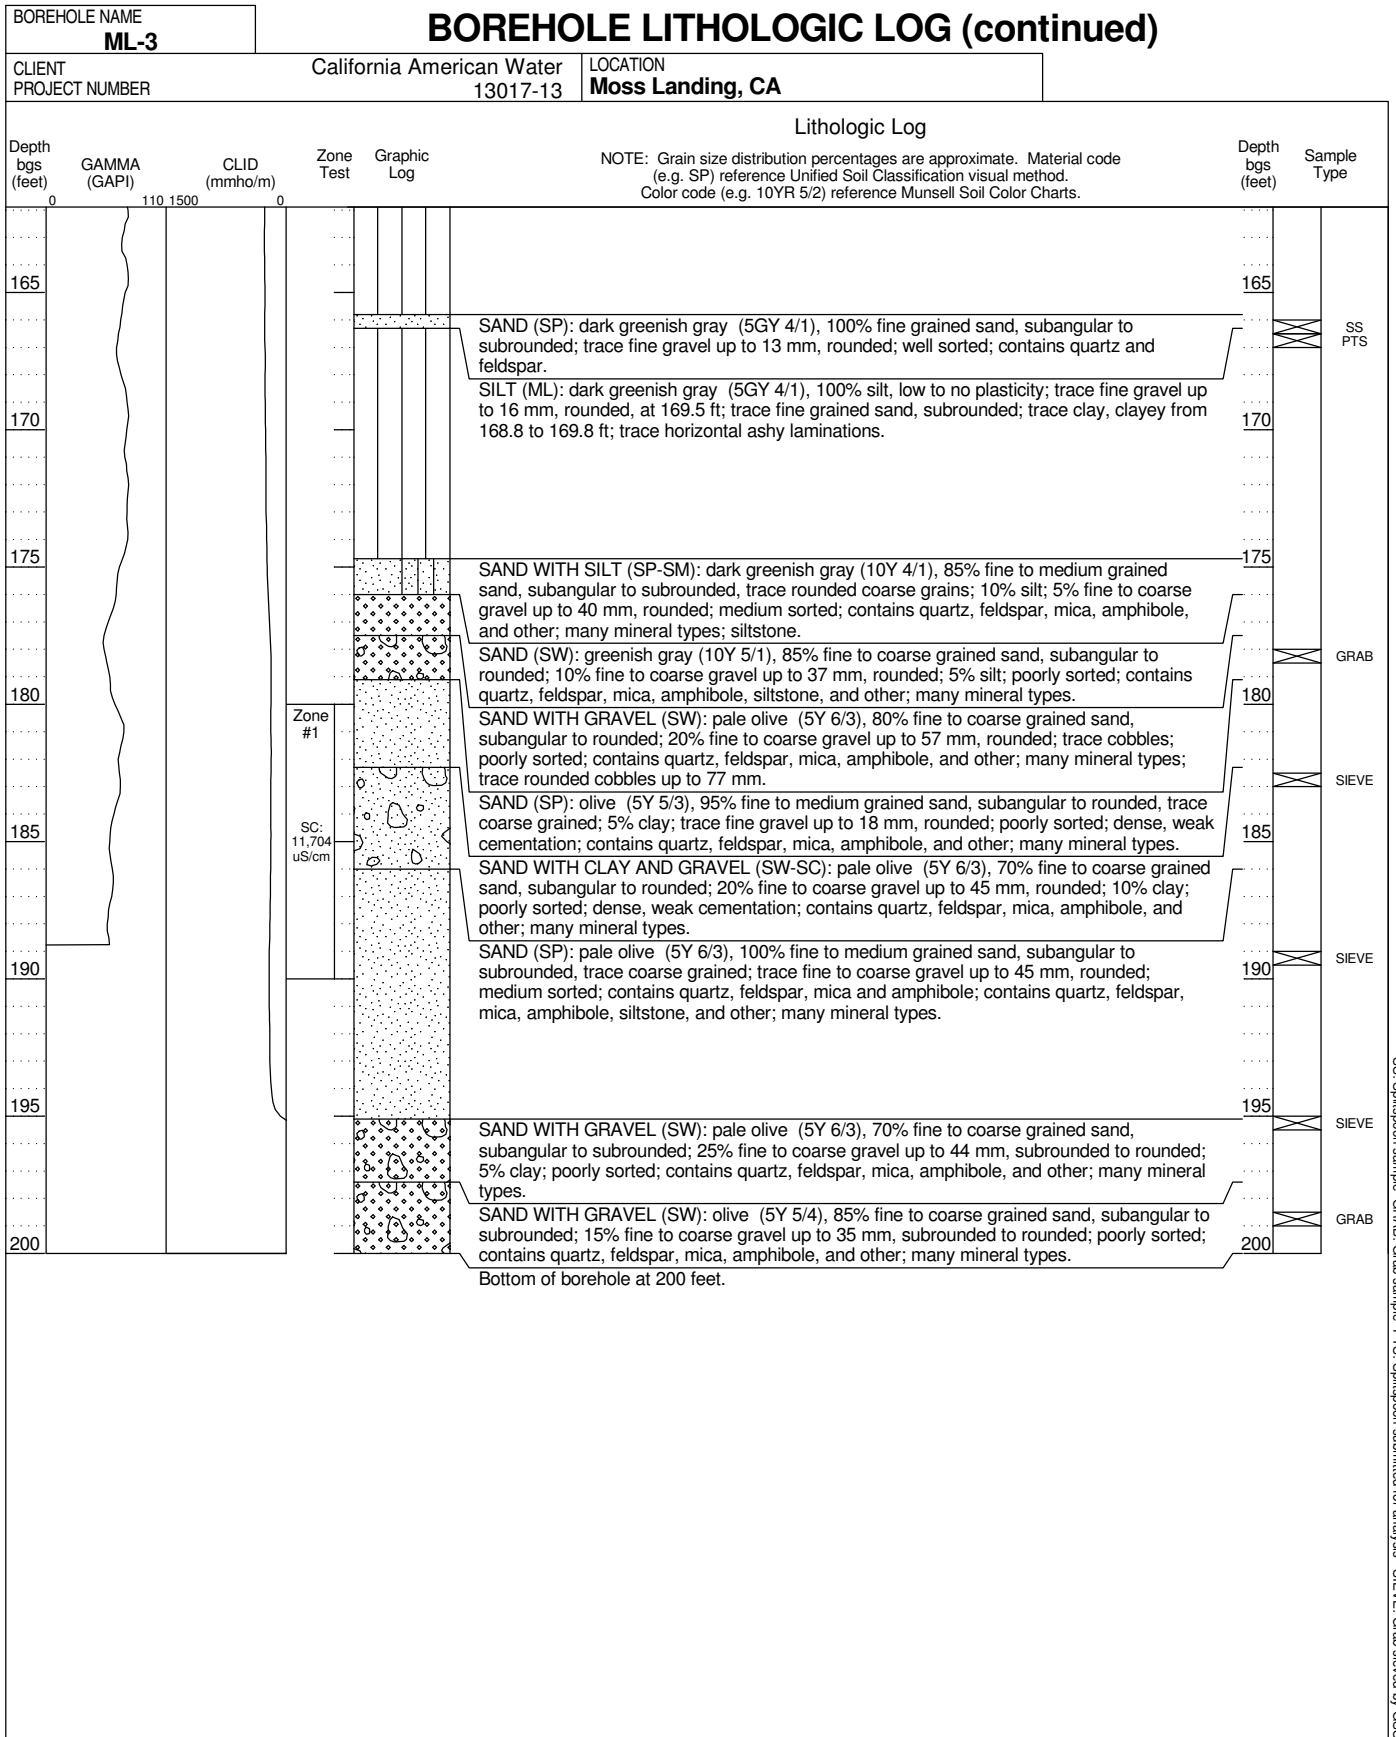 BOREHOLE NAME
ML-3
BOREHOLE LITHOLOGIC LOG (continued)
CLIENT California American Water
PROJECT NUMBER 13017-13
LOCATION
Moss Landing, CA
Lithologic Log
NOTE: Grain size distribution percentages are approximate. Material code
(e.g. SP) reference Unified Soil Classification visual method.
Color code (e.g. 10YR 5/2) reference Munsell Soil Color Charts.
Depth
bgs
(feet)
GAMMA
(GAPI)
0 110
CLID
(mmho/m)
1500 0
Zone
Test
Graphic
Log
Depth
bgs
(feet)
Sample
Type
165 165
SAND (SP): dark greenish gray (5GY 4/1), 100% fine grained sand, subangular to
subrounded; trace fine gravel up to 13 mm, rounded; well sorted; contains quartz and
feldspar.
SS
PTS
SILT (ML): dark greenish gray (5GY 4/1), 100% silt, low to no plasticity; trace fine gravel up
to 16 mm, rounded, at 169.5 ft; trace fine grained sand, subrounded; trace clay, clayey from
168.8 to 169.8 ft; trace horizontal ashy laminations.
170 170
175 175
SAND WITH SILT (SP-SM): dark greenish gray (10Y 4/1), 85% fine to medium grained
sand, subangular to subrounded, trace rounded coarse grains; 10% silt; 5% fine to coarse
gravel up to 40 mm, rounded; medium sorted; contains quartz, feldspar, mica, amphibole,
and other; many mineral types; siltstone.
SAND (SW): greenish gray (10Y 5/1), 85% fine to coarse grained sand, subangular to
rounded; 10% fine to coarse gravel up to 37 mm, rounded; 5% silt; poorly sorted; contains
quartz, feldspar, mica, amphibole, siltstone, and other; many mineral types.
GRAB
180 180
Zone
#1
SAND WITH GRAVEL (SW): pale olive (5Y 6/3), 80% fine to coarse grained sand,
subangular to rounded; 20% fine to coarse gravel up to 57 mm, rounded; trace cobbles;
poorly sorted; contains quartz, feldspar, mica, amphibole, and other; many mineral types;
trace rounded cobbles up to 77 mm.
SIEVE
SAND (SP): olive (5Y 5/3), 95% fine to medium grained sand, subangular to rounded, trace
coarse grained; 5% clay; trace fine gravel up to 18 mm, rounded; poorly sorted; dense, weak
cementation; contains quartz, feldspar, mica, amphibole, and other; many mineral types.
185 185
SC:
11,704
uS/cm
SAND WITH CLAY AND GRAVEL (SW-SC): pale olive (5Y 6/3), 70% fine to coarse grained
sand, subangular to rounded; 20% fine to coarse gravel up to 45 mm, rounded; 10% clay;
poorly sorted; dense, weak cementation; contains quartz, feldspar, mica, amphibole, and
other; many mineral types.
SAND (SP): pale olive (5Y 6/3), 100% fine to medium grained sand, subangular to
subrounded, trace coarse grained; trace fine to coarse gravel up to 45 mm, rounded;
medium sorted; contains quartz, feldspar, mica and amphibole; contains quartz, feldspar,
mica, amphibole, siltstone, and other; many mineral types.
SIEVE
190 190
195 195
SAND WITH GRAVEL (SW): pale olive (5Y 6/3), 70% fine to coarse grained sand,
subangular to subrounded; 25% fine to coarse gravel up to 44 mm, subrounded to rounded;
5% clay; poorly sorted; contains quartz, feldspar, mica, amphibole, and other; many mineral
types.
SIEVE
SAND WITH GRAVEL (SW): olive (5Y 5/4), 85% fine to coarse grained sand, subangular to
subrounded; 15% fine to coarse gravel up to 35 mm, subrounded to rounded; poorly sorted;
contains quartz, feldspar, mica, amphibole, and other; many mineral types.
GRAB
200 200
Bottom of borehole at 200 feet.